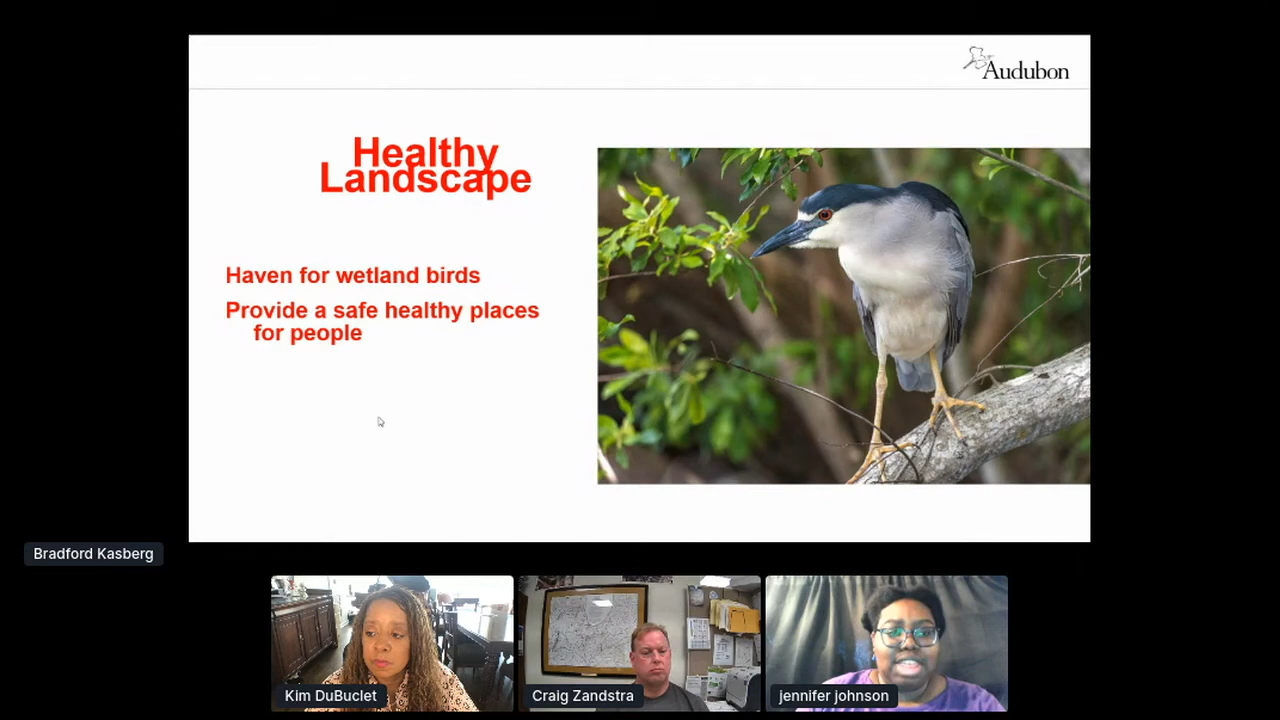 Audubon
Healthy
Landscape
Haven for wetland birds
Provide a safe healthy places
for people
Bradford Kasberg
Kim DuBuclet
Craig Zandstra
jennifer johnson